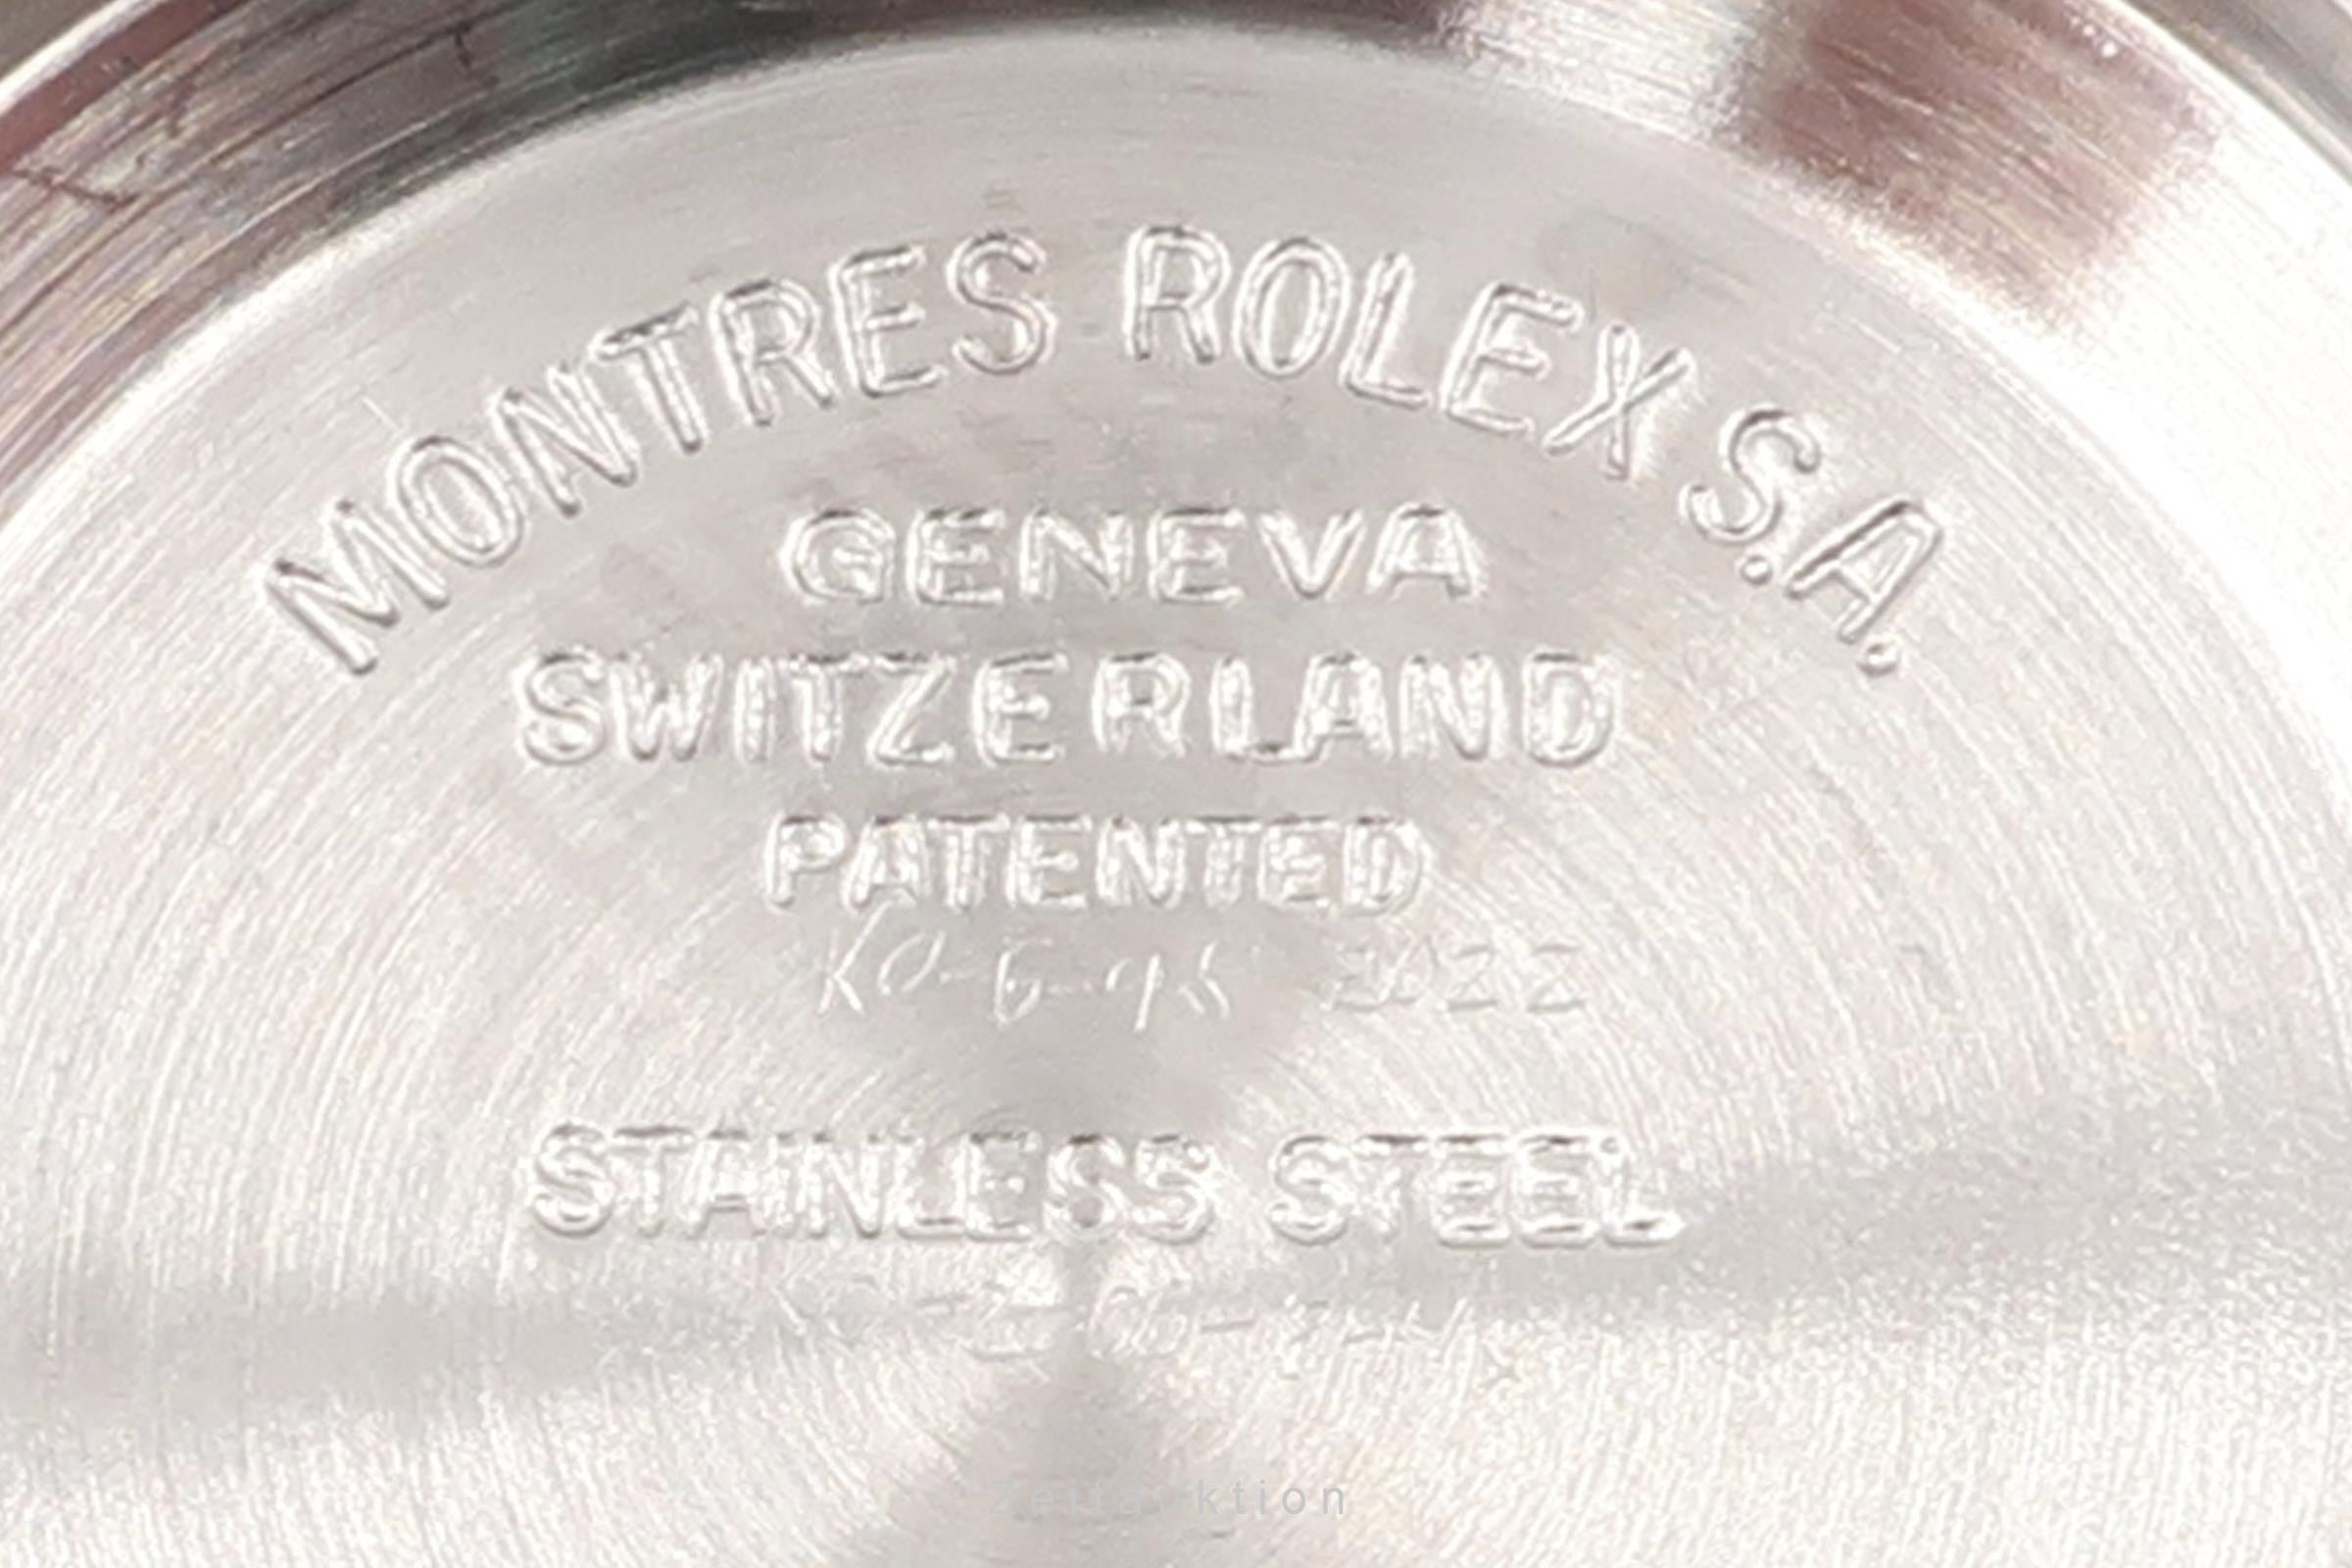 MONTRES ROLEX S.A.
GENEVA
SWITZERLAND
PATENTED
STAINLESS STEEL